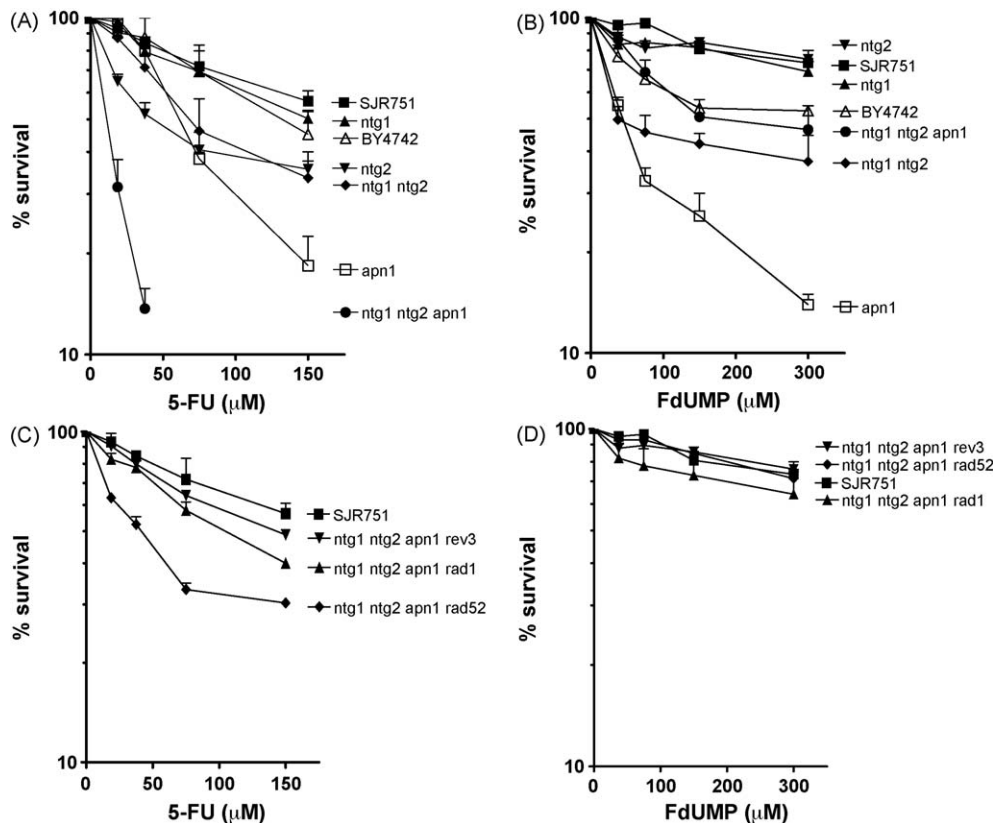 (A)
100
10
% survival
0
50
100
150
5-FU (μM)
SJR751
ntg1
BY4742
ntg2
ntg1 ntg2
apn1
ntg1 ntg2 apn1
(B)
100
10
% survival
0
100
200
300
FdUMP (μM)
ntg2
SJR751
ntg1
BY4742
ntg1 ntg2 apn1
ntg1 ntg2
apn1
(C)
100
10
% survival
0
50
100
150
5-FU (μM)
SJR751
ntg1 ntg2 apn1 rev3
ntg1 ntg2 apn1 rad1
ntg1 ntg2 apn1 rad52
(D)
100
10
% survival
0
100
200
300
FdUMP (μM)
ntg1 ntg2 apn1 rev3
ntg1 ntg2 apn1 rad52
SJR751
ntg1 ntg2 apn1 rad1